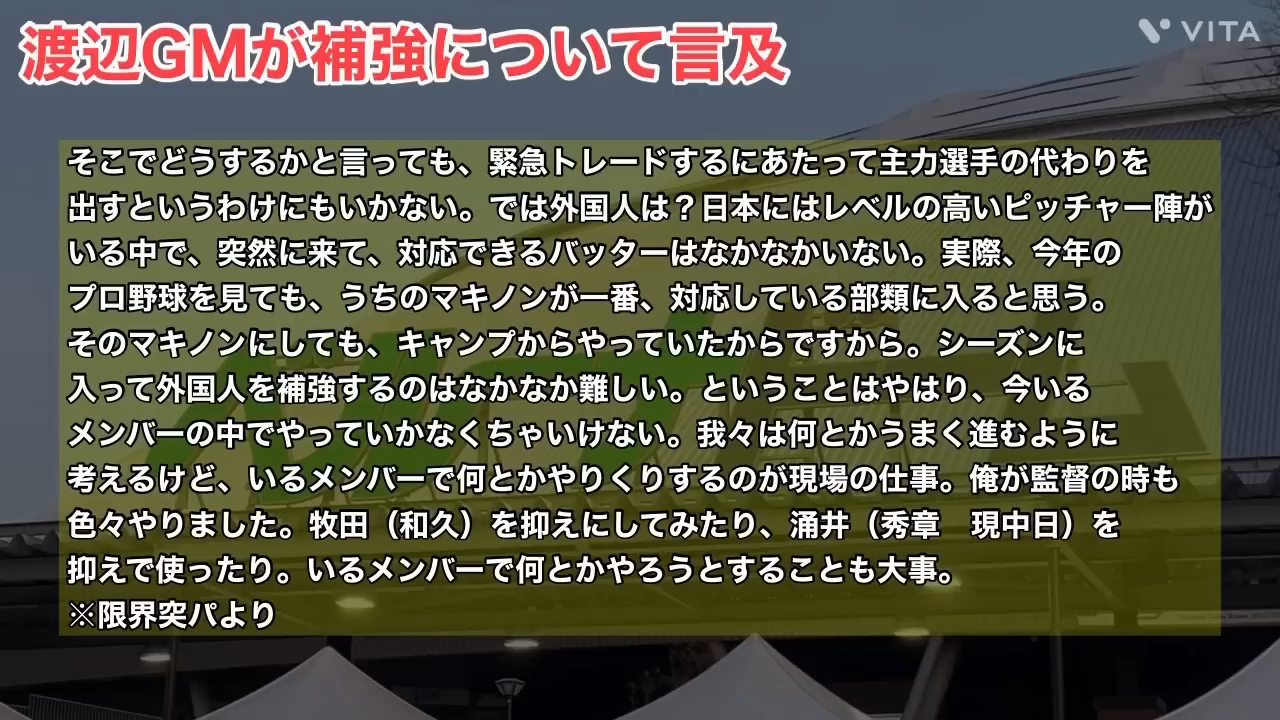 渡辺GMが補強について言及
VITA
そこでどうするかと言っても、緊急トレードするにあたって主力選手の代わりを
出すというわけにもいかない。では外国人は？日本にはレベルの高いピッチャー陣が
いる中で、突然に来て、対応できるバッターはなかなかいない。実際、今年の
プロ野球を見ても、うちのマキノンが一番、対応している部類に入ると思う。
そのマキノンにしても、キャンプからやっていたからですから。シーズンに
入って外国人を補強するのはなかなか難しい。ということはやはり、今いる
メンバーの中でやっていかなくちゃいけない。我々は何とかうまく進むように
考えるけど、いるメンバーで何とかやりくりするのが現場の仕事。俺が監督の時も
色々やりました。牧田（和久）を抑えにしてみたり、涌井（秀章　現中日）を
抑えで使ったり。いるメンバーで何とかやろうとすることも大事。
※限界突パより